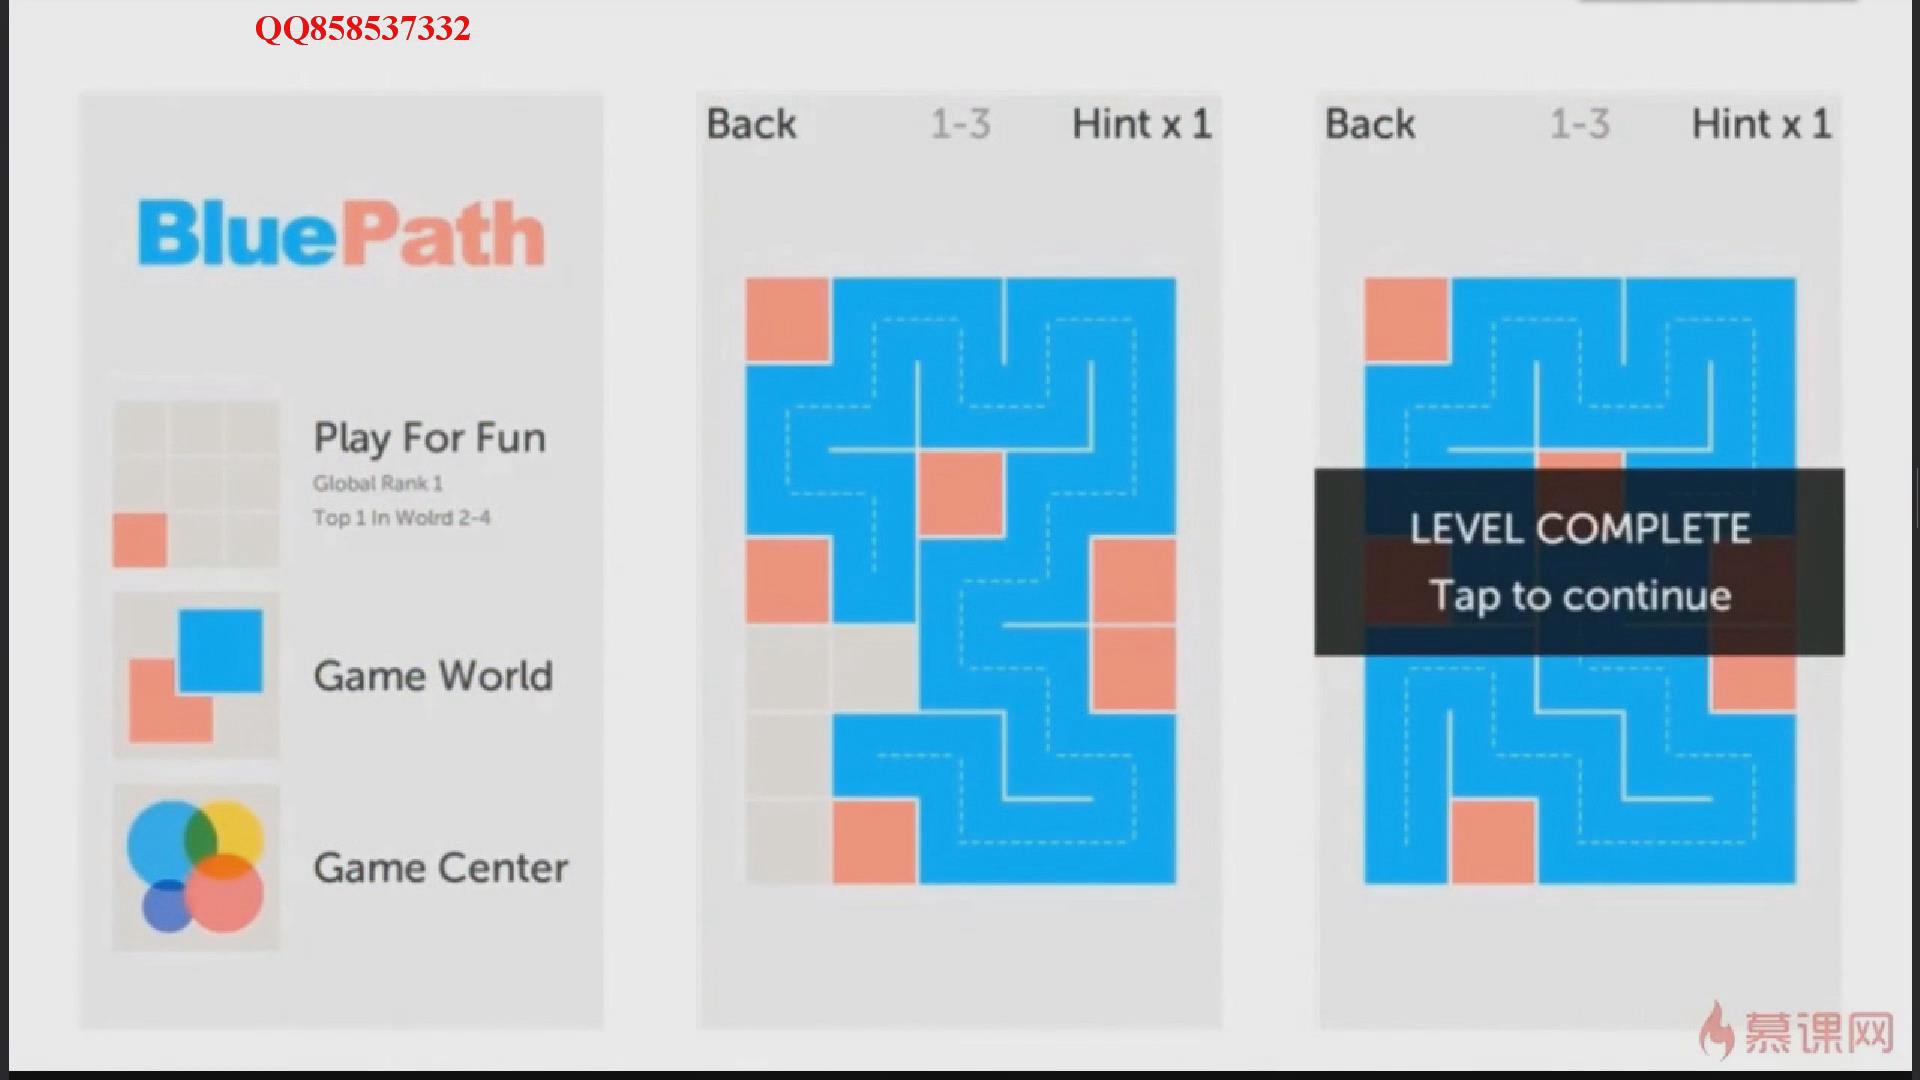 QQ858537332
BluePath
Play For Fun
Global Rank 1
Top 1 In Wolrd 2-4
Game World
Game Center
Back 1-3 Hint x 1
Back 1-3 Hint x 1
LEVEL COMPLETE
Tap to continue
慕课网